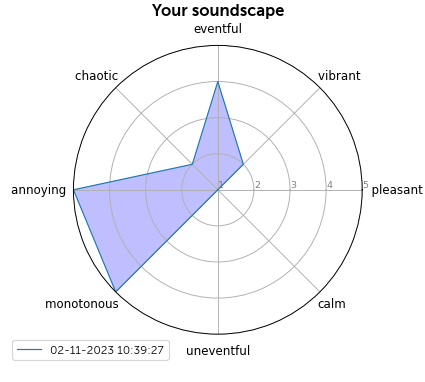 Your soundscape
eventful
chaotic
vibrant
annoying
1
2
3
4
5
pleasant
monotonous
calm
uneventful
02-11-2023 10:39:27